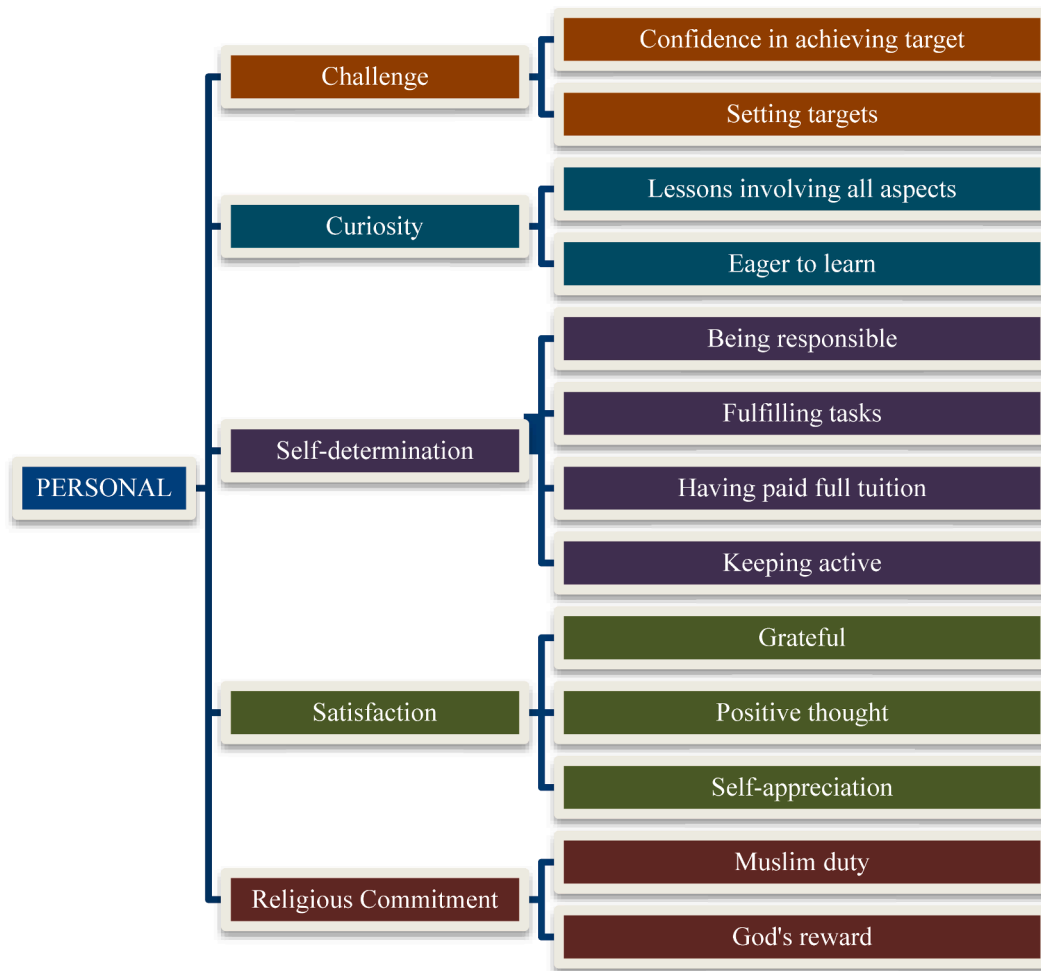 PERSONAL
Challenge
Confidence in achieving target
Setting targets
Curiosity
Lessons involving all aspects
Eager to learn
Self-determination
Being responsible
Fulfilling tasks
Having paid full tuition
Keeping active
Satisfaction
Grateful
Positive thought
Self-appreciation
Religious Commitment
Muslim duty
God's reward